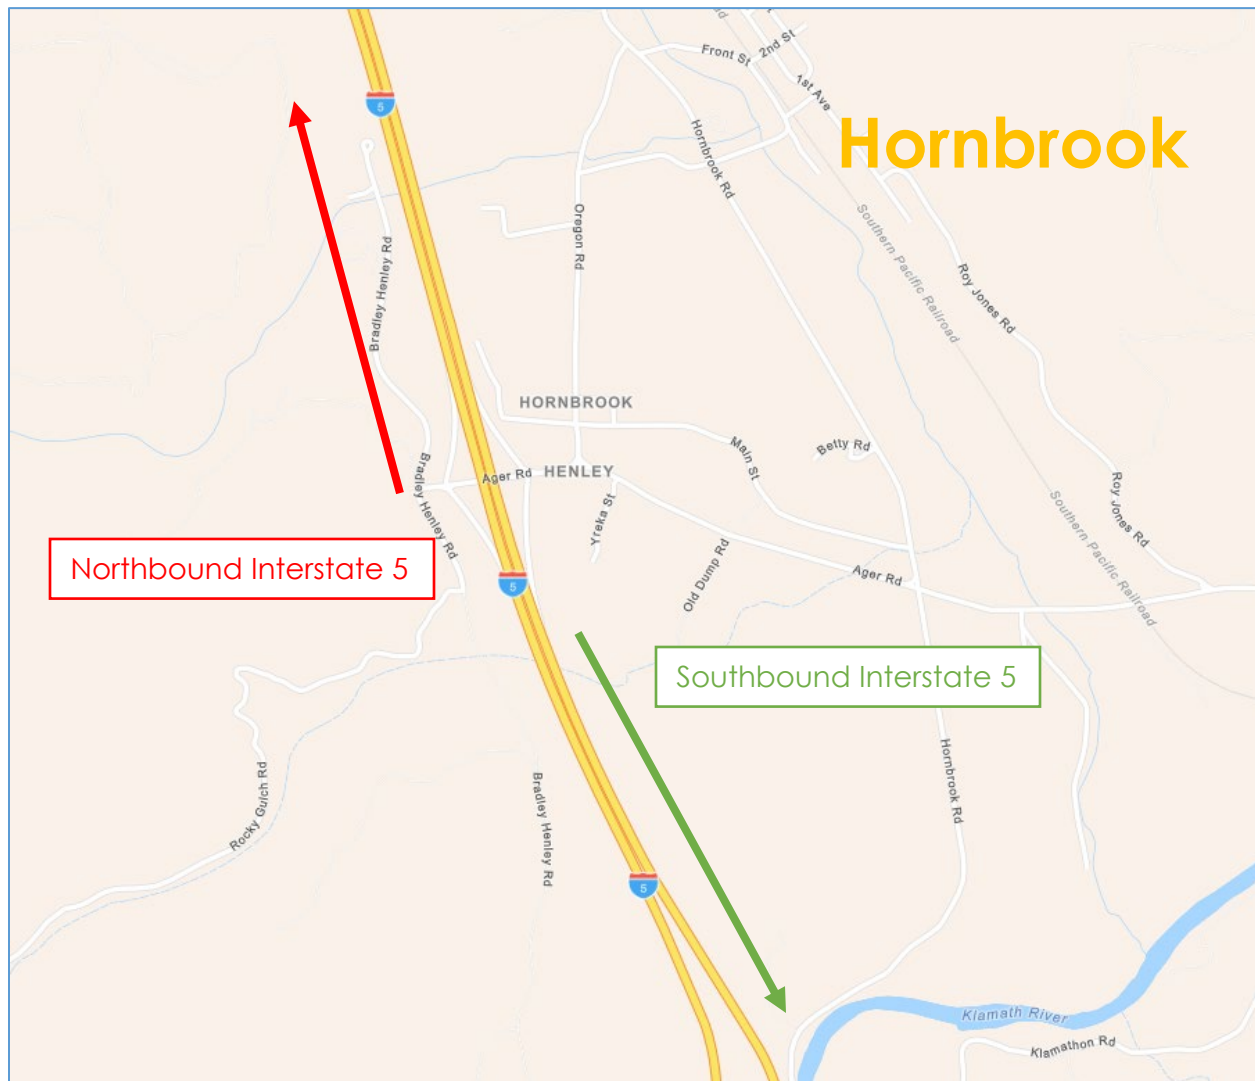 ad
Front St
2nd St
1st Ave
5
Hornbrook
Hornbrook Rd
Oregon Rd
Southern Pacific Railroad
Roy Jones Rd
Bradley Henley Rd
HORNBROOK
Main St
Betty Rd
Ager Rd
HENLEY
Bradley Henley Rd
Yreka St
Roy Jones Rd
Southern Pacific Railroad
Northbound Interstate 5
5
Old Dump Rd
Ager Rd
Southbound Interstate 5
Hornbrook Rd
Rocky Gulch Rd
Bradley Henley Rd
5
Klamath River
Klamathon Rd